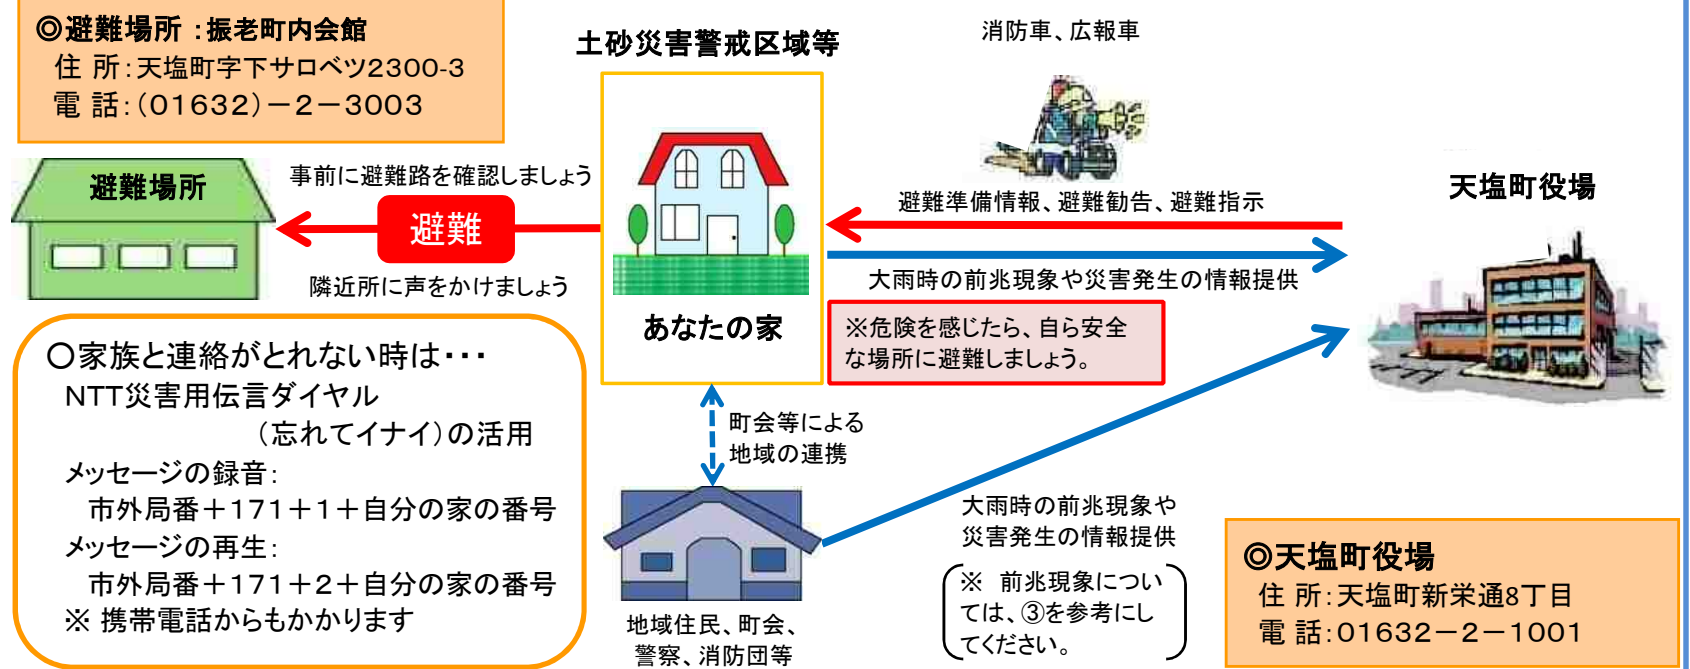 ◎避難場所：振老町内会館
住 所：天塩町字下サロベツ2300-3
電 話：（01632）－2－3003
土砂災害警戒区域等
消防車、広報車
避難場所
事前に避難路を確認しましょう
避難
隣近所に声をかけましょう
避難準備情報、避難勧告、避難指示
天塩町役場
大雨時の前兆現象や災害発生の情報提供
あなたの家
※危険を感じたら、自ら安全
な場所に避難しましょう。
○家族と連絡がとれない時は・・・
NTT災害用伝言ダイヤル
（忘れてイナイ）の活用
メッセージの録音：
市外局番＋171＋1＋自分の家の番号
メッセージの再生：
市外局番＋171＋2＋自分の家の番号
※ 携帯電話からもかかります
町会等による
地域の連携
地域住民、町会、
警察、消防団等
大雨時の前兆現象や
災害発生の情報提供
※ 前兆現象につい
ては、③を参考にし
てください。
◎天塩町役場
住 所：天塩町新栄通8丁目
電 話：01632－2－1001